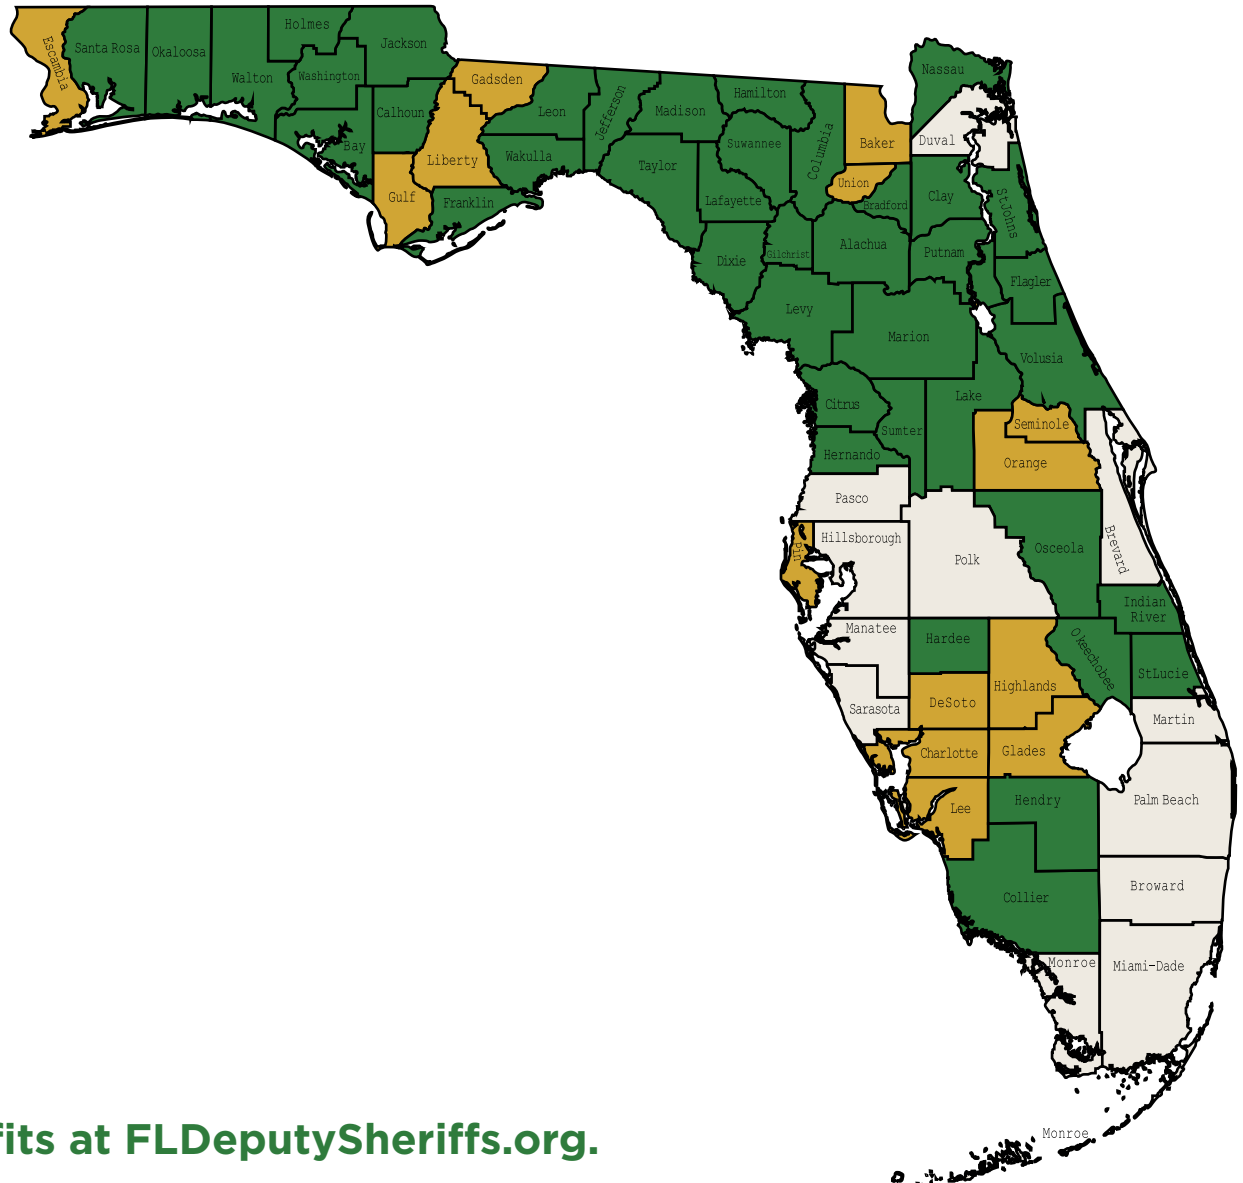 Holmes
Jackson
Santa Rosa
Okaloosa
Escambia
Walton
Washington
Gadsden
Nassau
Calhoun
Leon
Jefferson
Madison
Hamilton
Columbia
Baker
Duval
Bay
Liberty
Wakulla
Taylor
Suwannee
Union
Gulf
Franklin
Lafayette
Bradford
Clay
StJohns
Dixie
Gilchrist
Alachua
Putnam
Flagler
Levy
Marion
Volusia
Citrus
Lake
Sumter
Seminole
Hernando
Orange
Pasco
Hillsborough
Pin
Polk
Osceola
Brevard
Indian
River
Manatee
Hardee
Okeechobee
StLucie
Highlands
DeSoto
Sarasota
Martin
Charlotte
Glades
Lee
Hendry
Palm Beach
Collier
Broward
Monroe
Miami-Dade
Monroe
fits at FLDeputySheriffs.org.